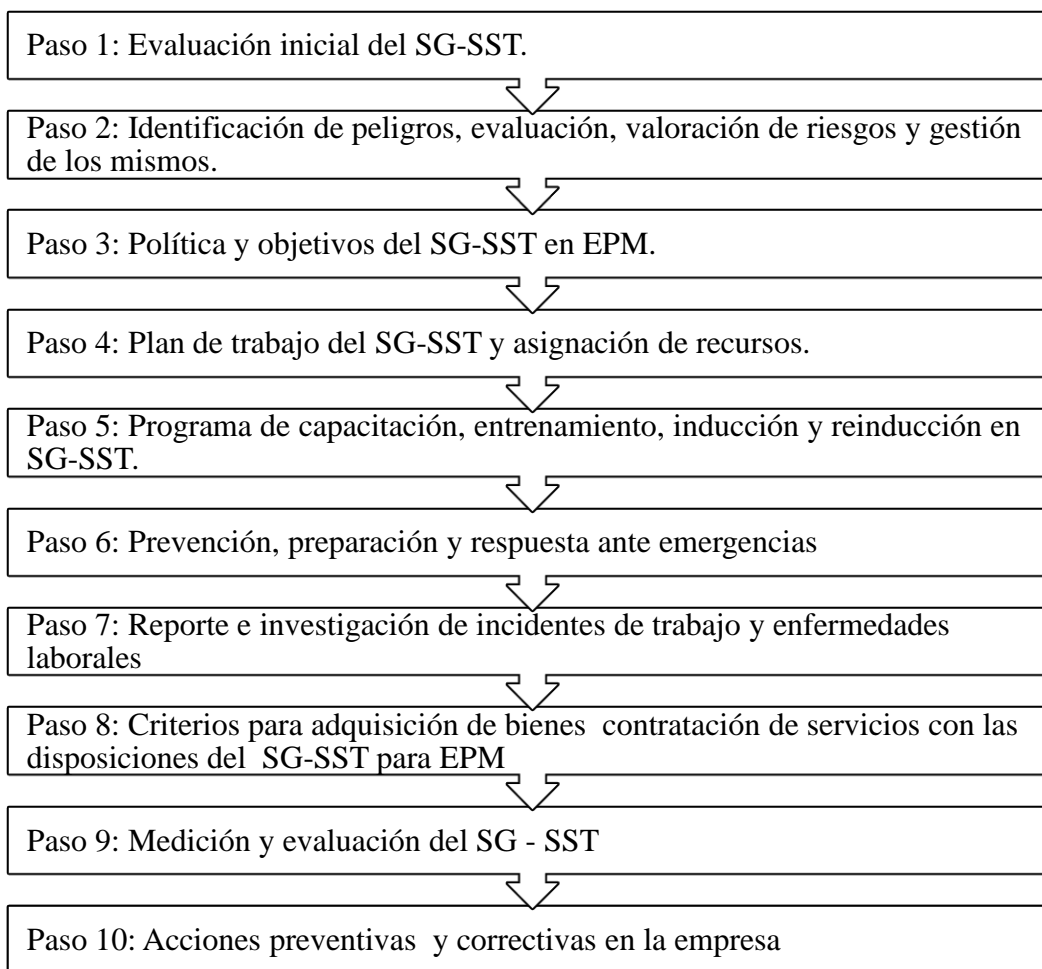 Paso 1: Evaluación inicial del SG-SST.
Paso 2: Identificación de peligros, evaluación, valoración de riesgos y gestión
de los mismos.
Paso 3: Política y objetivos del SG-SST en EPM.
Paso 4: Plan de trabajo del SG-SST y asignación de recursos.
Paso 5: Programa de capacitación, entrenamiento, inducción y reinducción en
SG-SST.
Paso 6: Prevención, preparación y respuesta ante emergencias
Paso 7: Reporte e investigación de incidentes de trabajo y enfermedades
laborales
Paso 8: Criterios para adquisición de bienes  contratación de servicios con las
disposiciones del  SG-SST para EPM
Paso 9: Medición y evaluación del SG - SST
Paso 10: Acciones preventivas  y correctivas en la empresa